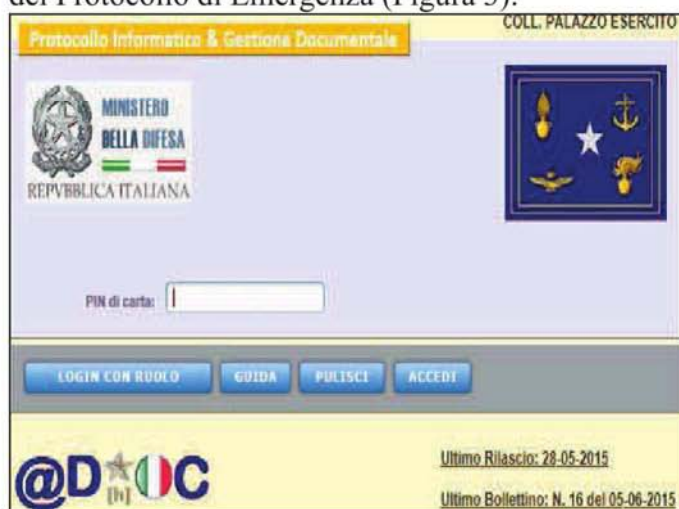 del Protocollo di Emergenza (Figura 3).
COLL. PALAZZO ESERCITO
Protocollo Informatico & Gestione Documentale
MINISTERO
DELLA DIFESA
REPVBBLICA ITALIANA
PIN di carta:
LOGIN CON RUOLO GUIDA PULISCI ACCEDI
@D[h]C
Ultimo Rilascio: 28-05-2015
Ultimo Bollettino: N. 16 del 05-06-2015